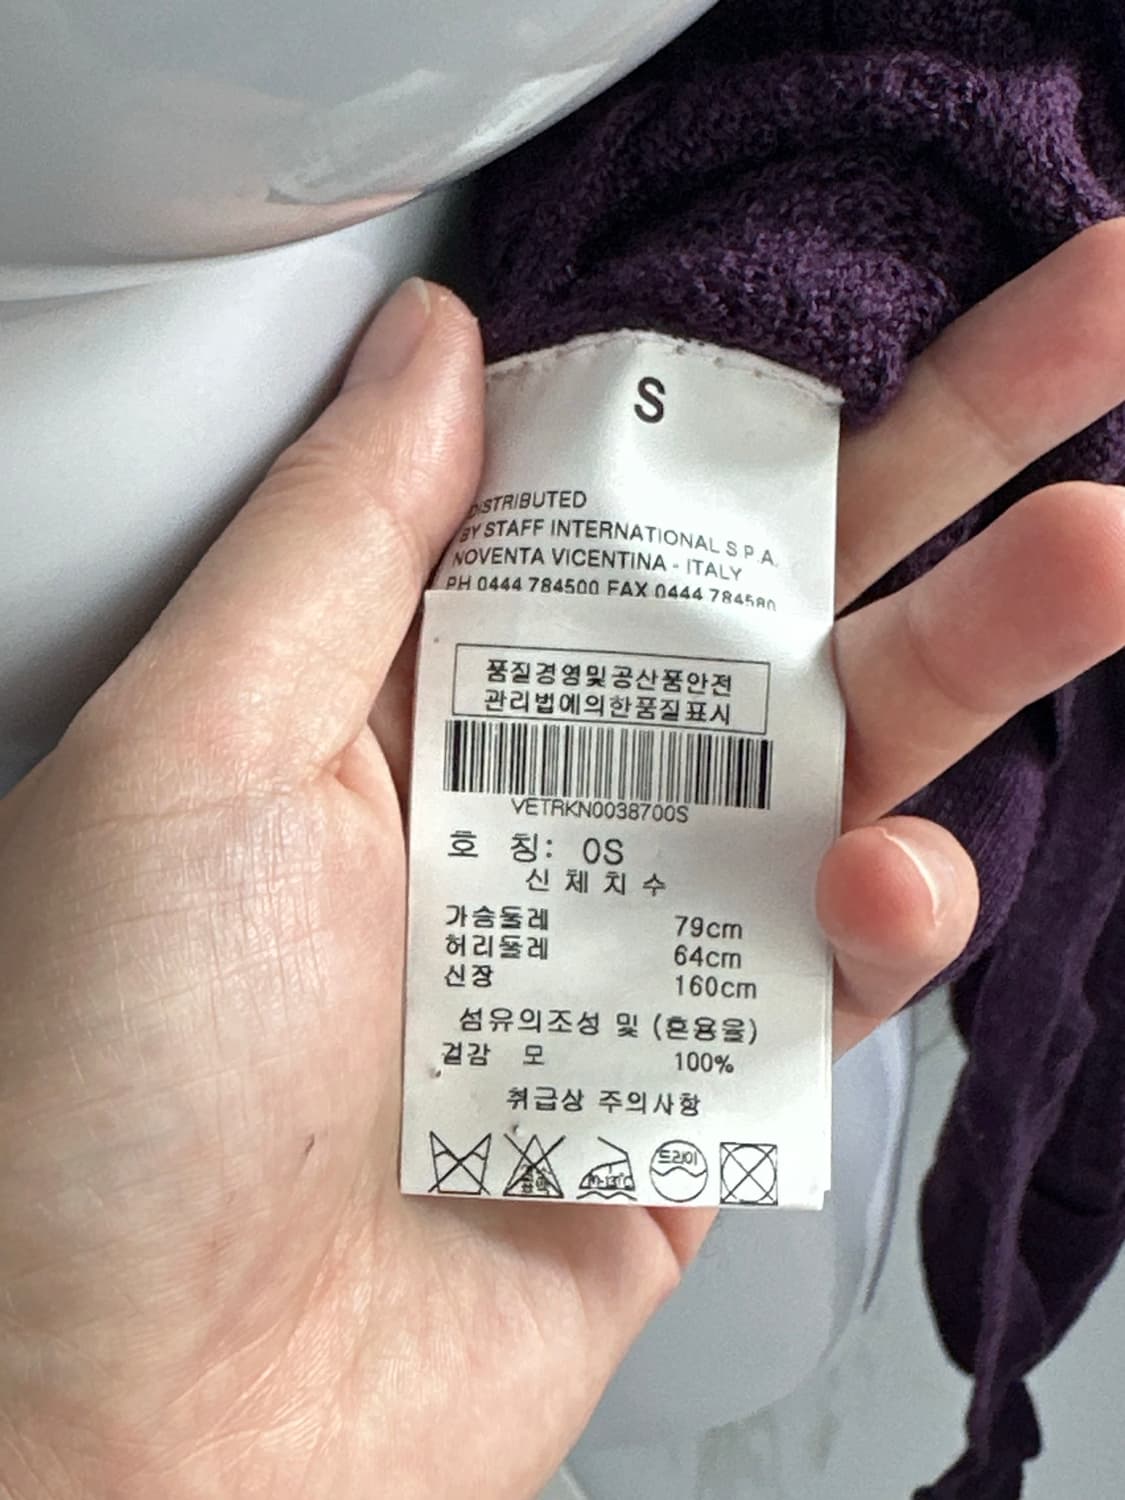 S
DISTRIBUTED
BY STAFF INTERNATIONAL S.P.A.
NOVENTA VICENTINA - ITALY
PH 0444 784500 FAX 0444 784580
품질경영및공산품안전
관리법에의한품질표시
VETRKN0038700S
호 칭: 0S
신 체 치 수
가슴둘레 79cm
허리둘레 64cm
신장 160cm
섬유의조성 및 (혼용율)
겉감 모 100%
취급상 주의사항
드라이